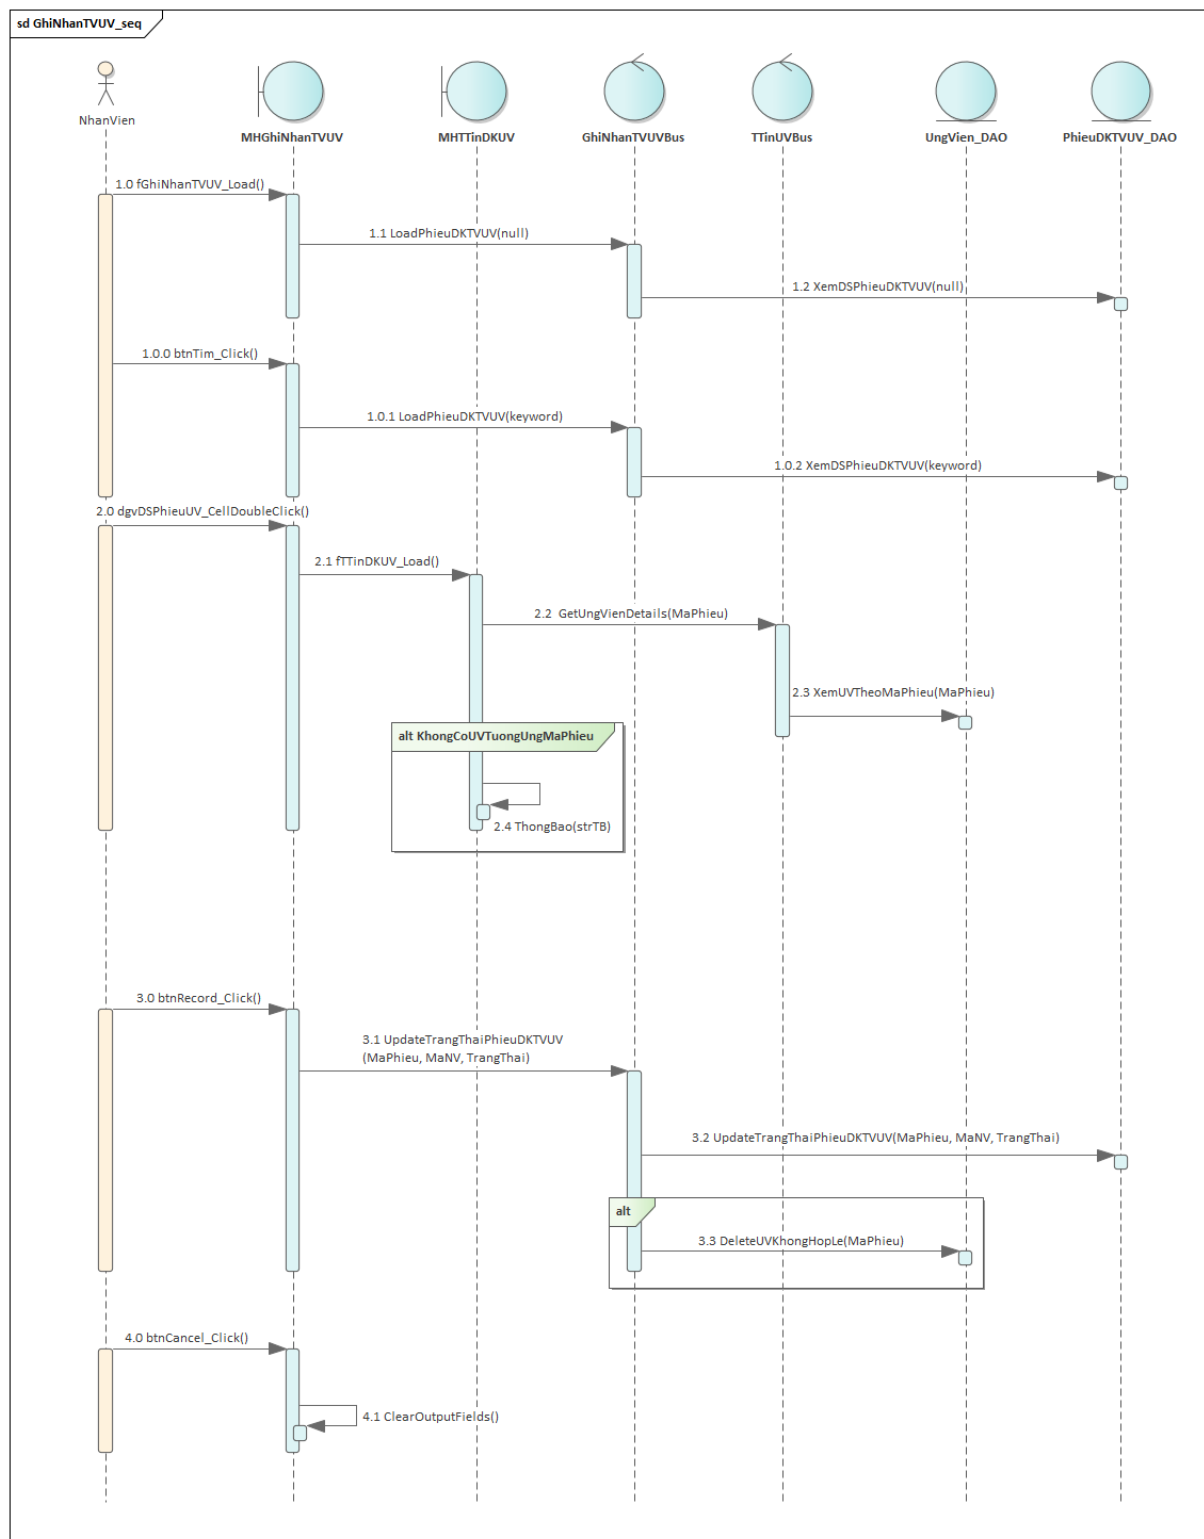 sd GhiNhanTVUV_seq
NhanVien
MHGhiNhanTVUV
MHTTinDKUV
GhiNhanTVUVBus
TTinUVBus
UngVien_DAO
PhieuDKTVUV_DAO
1.0 fGhiNhanTVUV_Load()
1.1 LoadPhieuDKTVUV(null)
1.2 XemDSPhieuDKTVUV(null)
1.0.0 btnTim_Click()
1.0.1 LoadPhieuDKTVUV(keyword)
1.0.2 XemDSPhieuDKTVUV(keyword)
2.0 dgvDSPhieuUV_CellDoubleClick()
2.1 fTTinDKUV_Load()
2.2 GetUngVienDetails(MaPhieu)
2.3 XemUVTheoMaPhieu(MaPhieu)
alt KhongCoUVTuongUngMaPhieu
2.4 ThongBao(strTB)
3.0 btnRecord_Click()
3.1 UpdateTrangThaiPhieuDKTVUV
(MaPhieu, MaNV, TrangThai)
3.2 UpdateTrangThaiPhieuDKTVUV(MaPhieu, MaNV, TrangThai)
alt
3.3 DeleteUVKhongHopLe(MaPhieu)
4.0 btnCancel_Click()
4.1 ClearOutputFields()